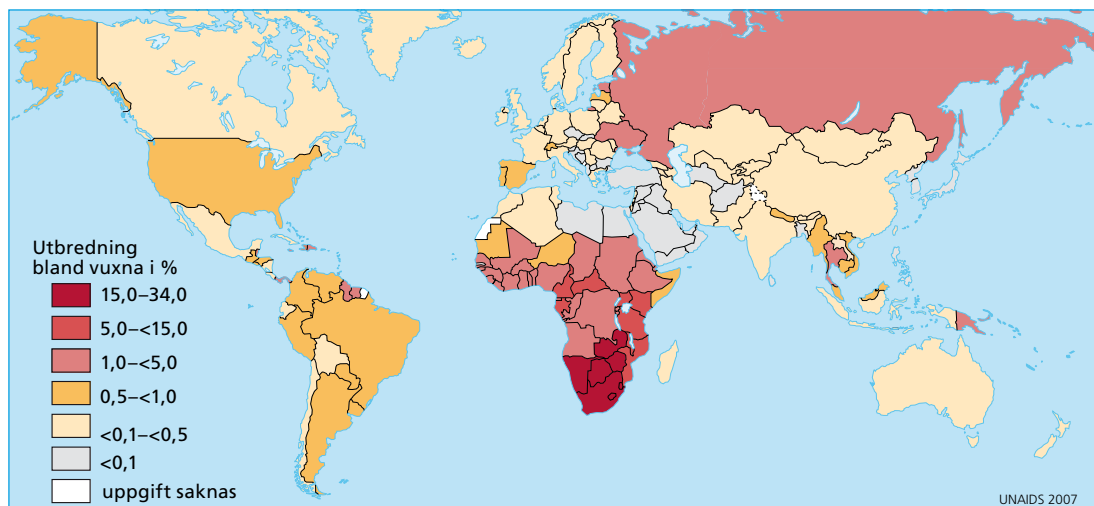 Utbredning
bland vuxna i %
15,0–34,0
5,0–<15,0
1,0–<5,0
0,5–<1,0
<0,1–<0,5
<0,1
uppgift saknas
UNAIDS 2007